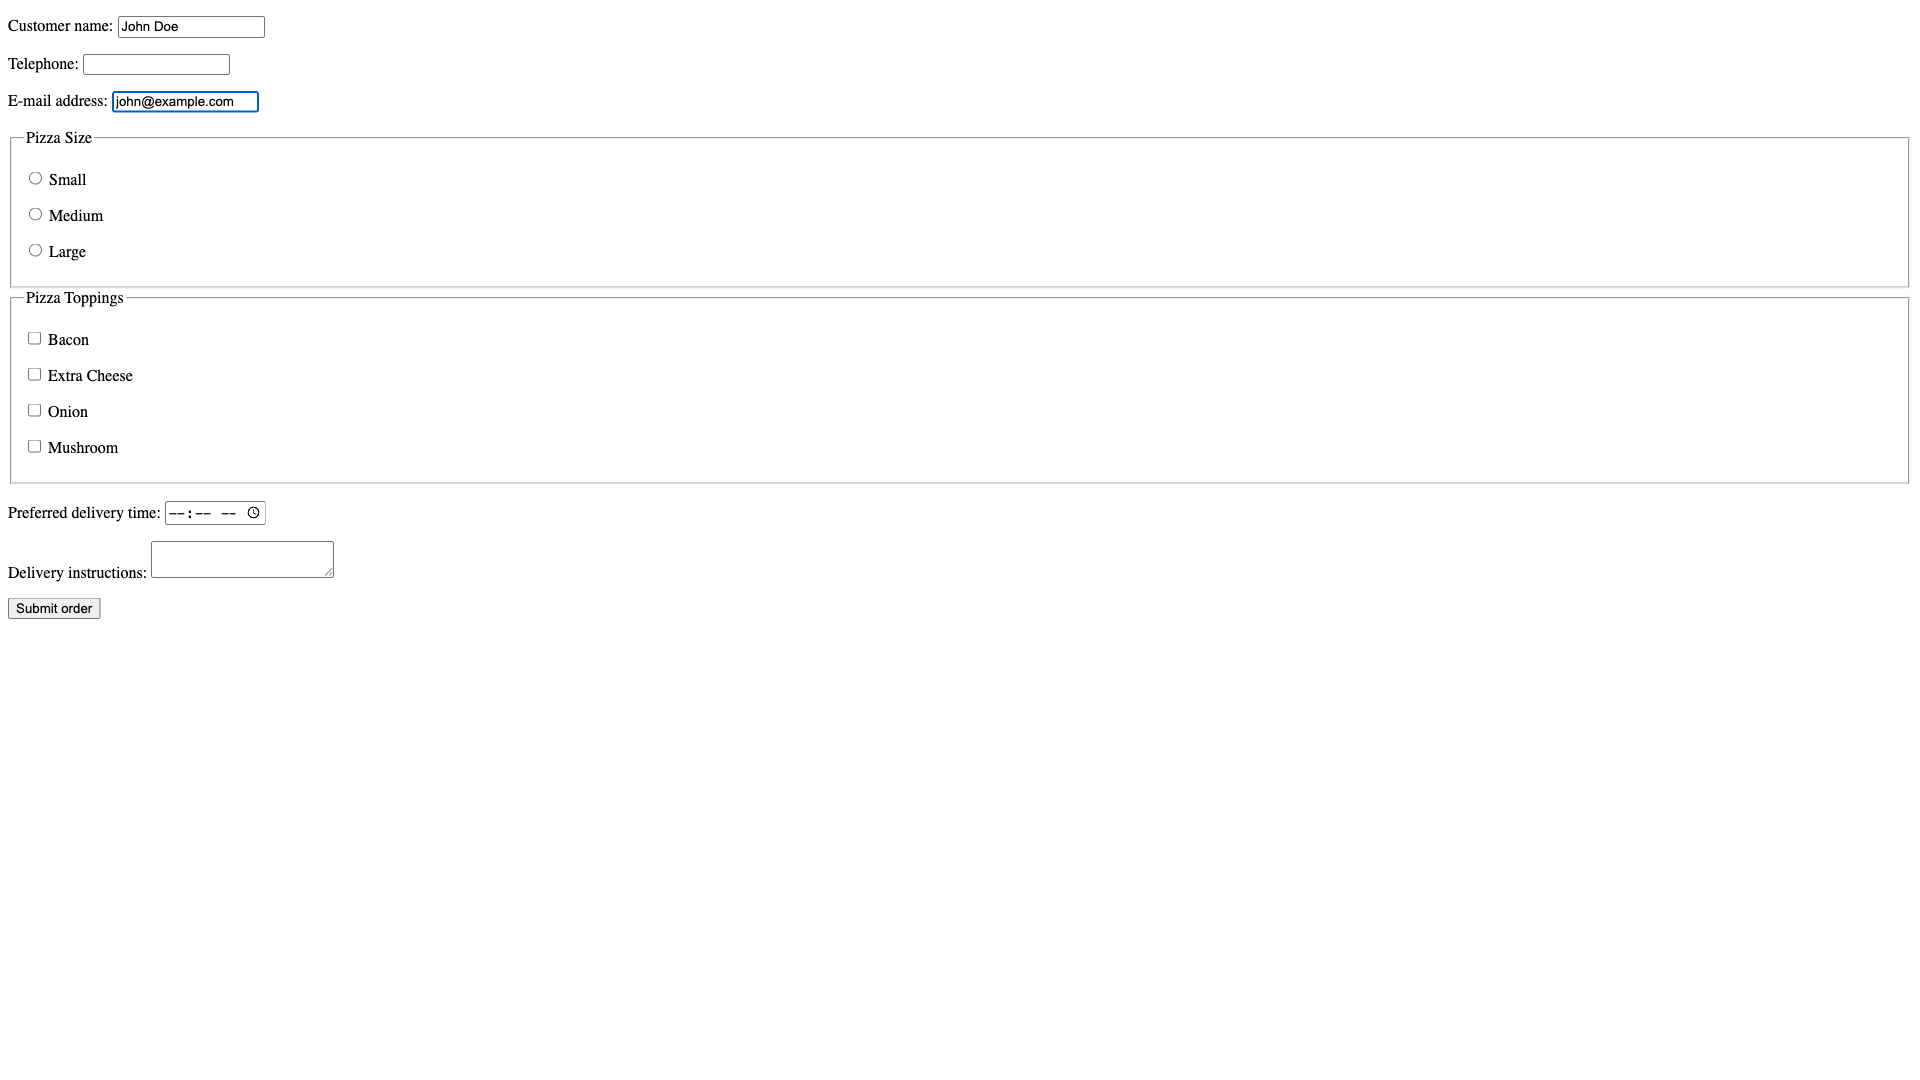 Customer name: John Doe
Telephone:
E-mail address: john@example.com
Pizza Size
Small
Medium
Large
Pizza Toppings
Bacon
Extra Cheese
Onion
Mushroom
Preferred delivery time: --:-- --
Delivery instructions:
Submit order